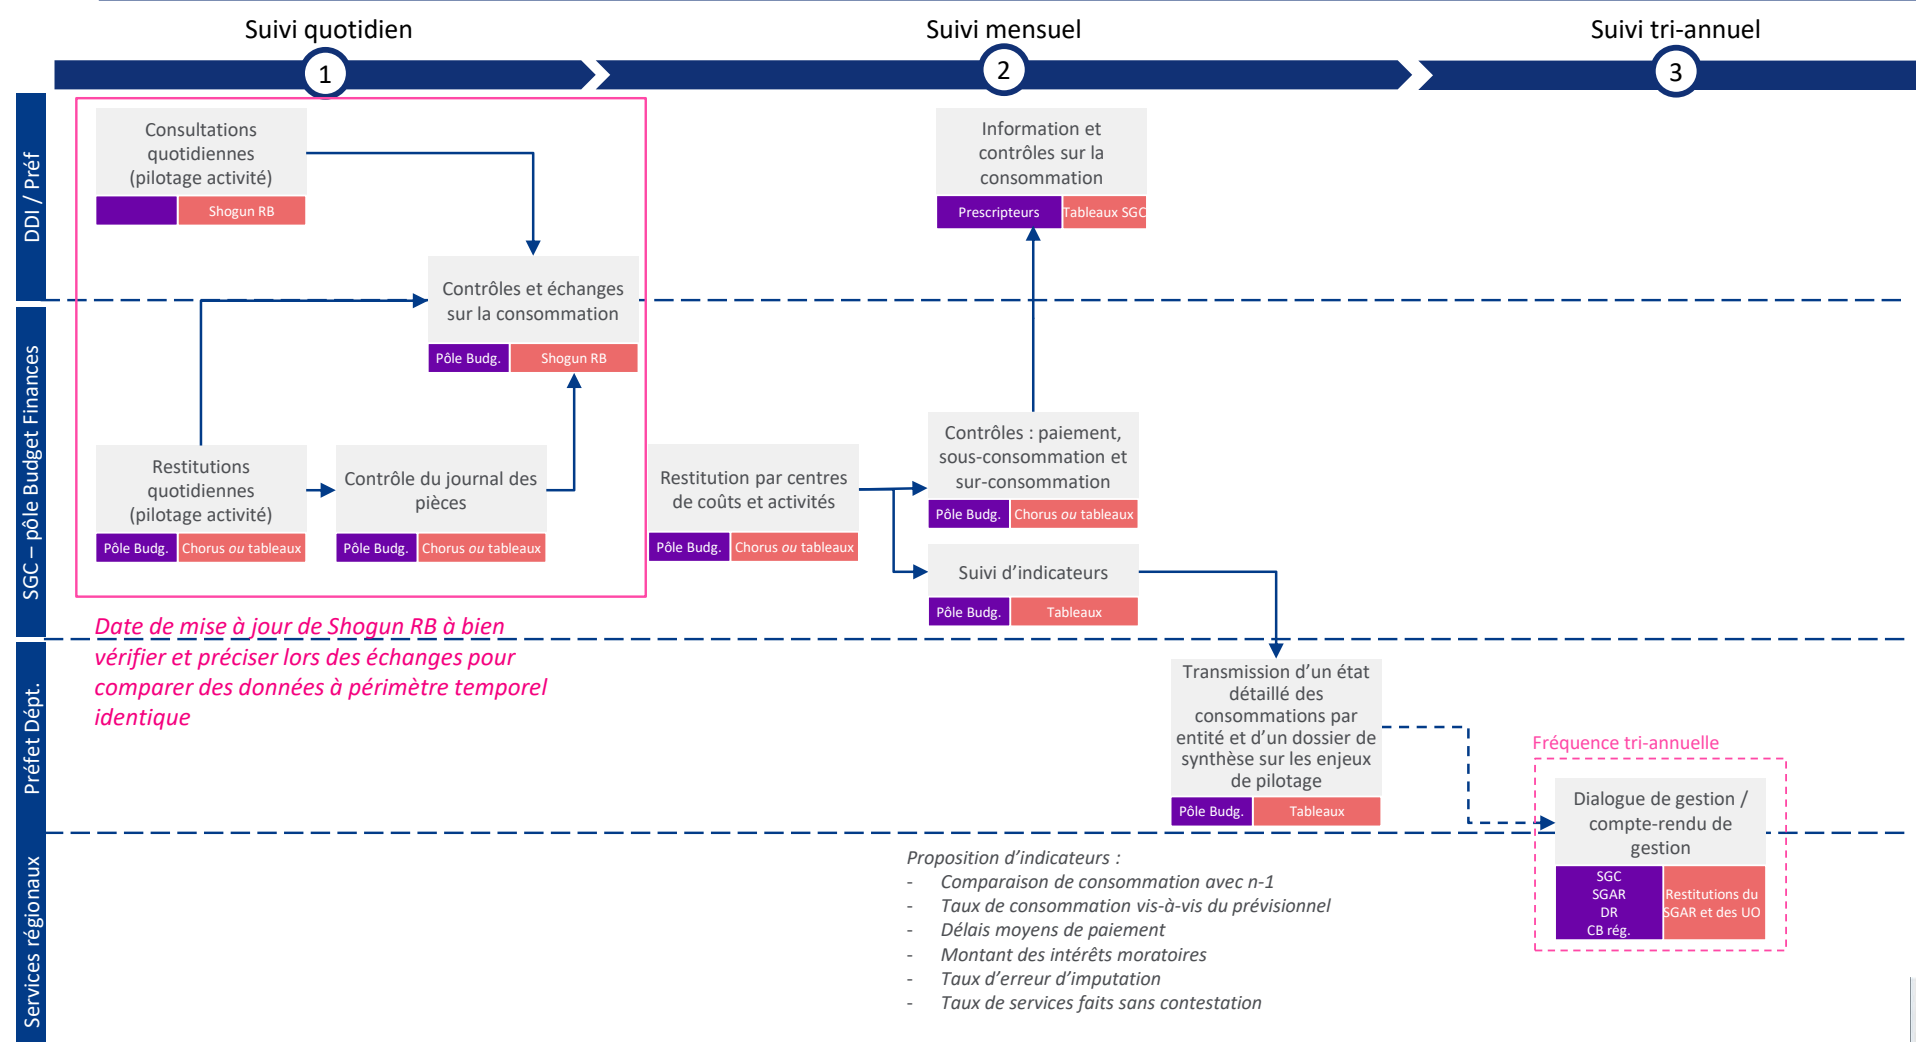 Suivi quotidien
Suivi mensuel
Suivi tri-annuel
1
2
3
DDI / Préf
Consultations
quotidiennes
(pilotage activité)
Shogun RB
Information et
contrôles sur la
consommation
Prescripteurs
Tableaux SGC
Contrôles et échanges
sur la consommation
Pôle Budg.
Shogun RB
SGC – pôle Budget Finances
Restitutions
quotidiennes
(pilotage activité)
Pôle Budg.
Chorus ou tableaux
Contrôle du journal des
pièces
Pôle Budg.
Chorus ou tableaux
Restitution par centres
de coûts et activités
Pôle Budg.
Chorus ou tableaux
Contrôles : paiement,
sous-consommation et
sur-consommation
Pôle Budg.
Chorus ou tableaux
Suivi d’indicateurs
Pôle Budg.
Tableaux
Date de mise à jour de Shogun RB à bien
vérifier et préciser lors des échanges pour
comparer des données à périmètre temporel
identique
Préfet Dépt.
Transmission d’un état
détaillé des
consommations par
entité et d’un dossier de
synthèse sur les enjeux
de pilotage
Pôle Budg.
Tableaux
Fréquence tri-annuelle
Dialogue de gestion /
compte-rendu de
gestion
SGC
SGAR
DR
CB rég.
Restitutions du
SGAR et des UO
Services régionaux
Proposition d’indicateurs :
- Comparaison de consommation avec n-1
- Taux de consommation vis-à-vis du prévisionnel
- Délais moyens de paiement
- Montant des intérêts moratoires
- Taux d’erreur d’imputation
- Taux de services faits sans contestation